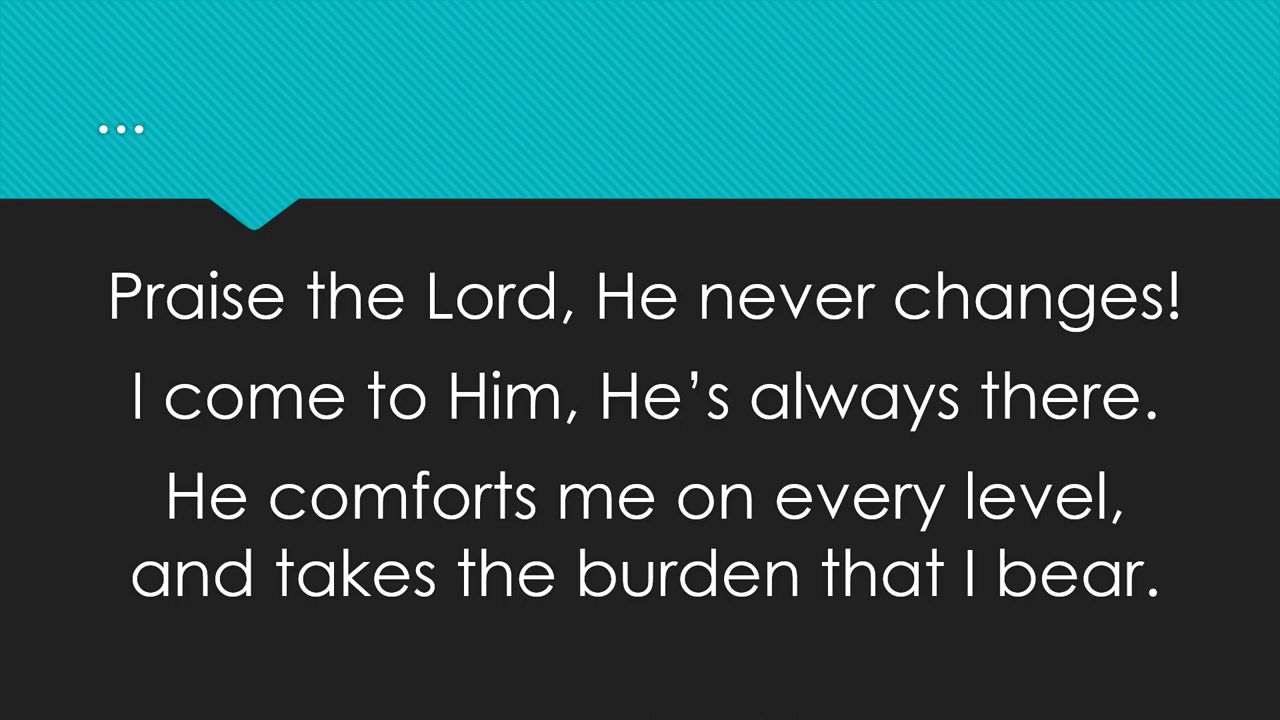 ...
Praise the Lord, He never changes!
I come to Him, He’s always there.
He comforts me on every level,
and takes the burden that I bear.